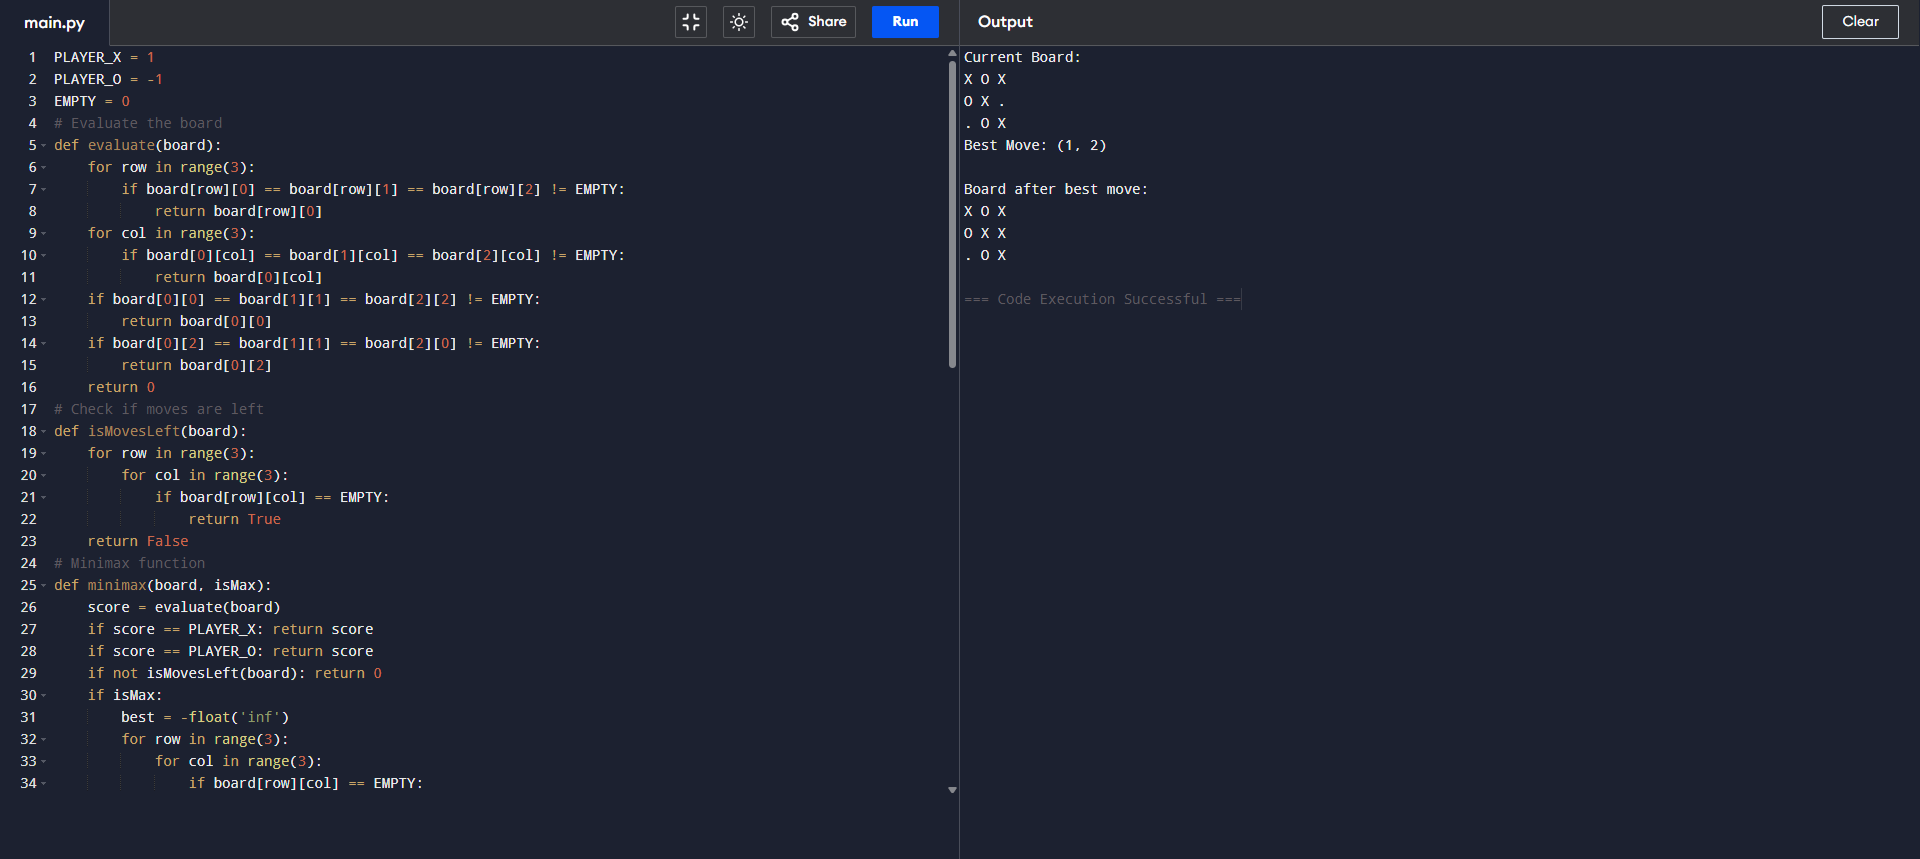 main.py
Share
Run
Output
Clear
1 PLAYER_X = 1
2 PLAYER_O = -1
3 EMPTY = 0
4 # Evaluate the board
5 def evaluate(board):
6     for row in range(3):
7         if board[row][0] == board[row][1] == board[row][2] != EMPTY:
8             return board[row][0]
9     for col in range(3):
10         if board[0][col] == board[1][col] == board[2][col] != EMPTY:
11             return board[0][col]
12     if board[0][0] == board[1][1] == board[2][2] != EMPTY:
13         return board[0][0]
14     if board[0][2] == board[1][1] == board[2][0] != EMPTY:
15         return board[0][2]
16     return 0
17 # Check if moves are left
18 def isMovesLeft(board):
19     for row in range(3):
20         for col in range(3):
21             if board[row][col] == EMPTY:
22                 return True
23     return False
24 # Minimax function
25 def minimax(board, isMax):
26     score = evaluate(board)
27     if score == PLAYER_X: return score
28     if score == PLAYER_O: return score
29     if not isMovesLeft(board): return 0
30     if isMax:
31         best = -float('inf')
32         for row in range(3):
33             for col in range(3):
34                 if board[row][col] == EMPTY:
Current Board:
X O X
O X .
. O X
Best Move: (1, 2)
Board after best move:
X O X
O X X
. O X
=== Code Execution Successful ===